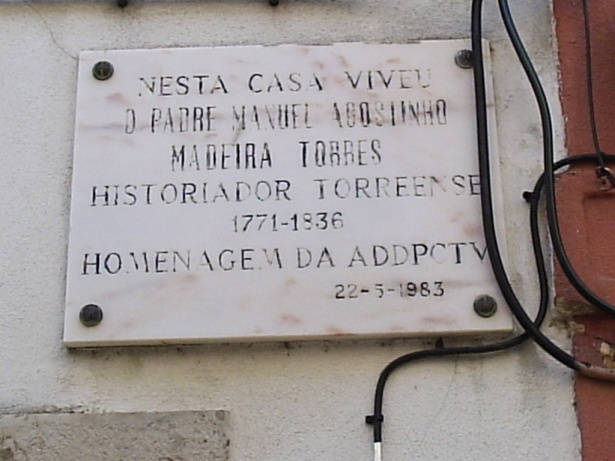 NESTA CASA VIVEU
O PADRE MANUEL AGOSTINHO
MADEIRA TORRES
HISTORIADOR TORREENSE
1771-1836
HOMENAGEM DA ADDPCTV
22-5-1983